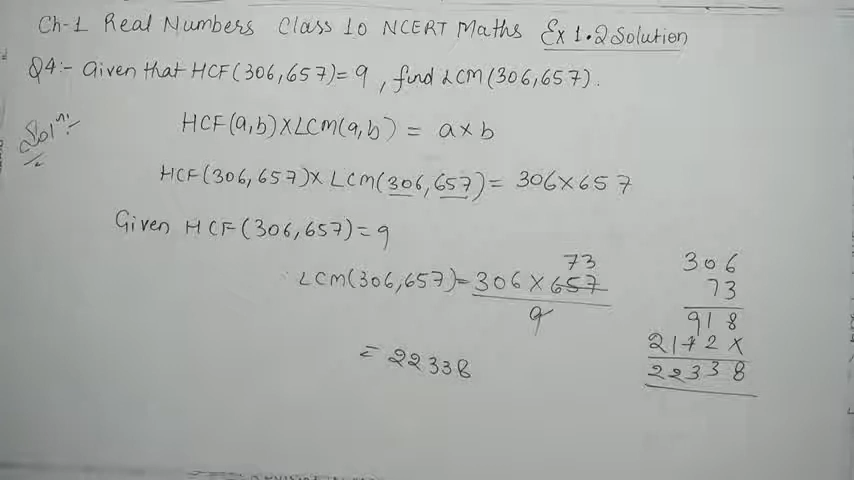 Ch-1 Real Numbers Class 10 NCERT Maths Ex 1.2 Solution
Q4:- Given that HCF(306,657)=9, find LCM(306,657).
Solⁿ:-
HCF(a,b)×LCM(a,b) = a×b
HCF(306,657)×LCM(306,657)=306×657
Given HCF(306,657)=9
73
LCM(306,657)=306×657
9
=22338
306
73
918
2142×
22338